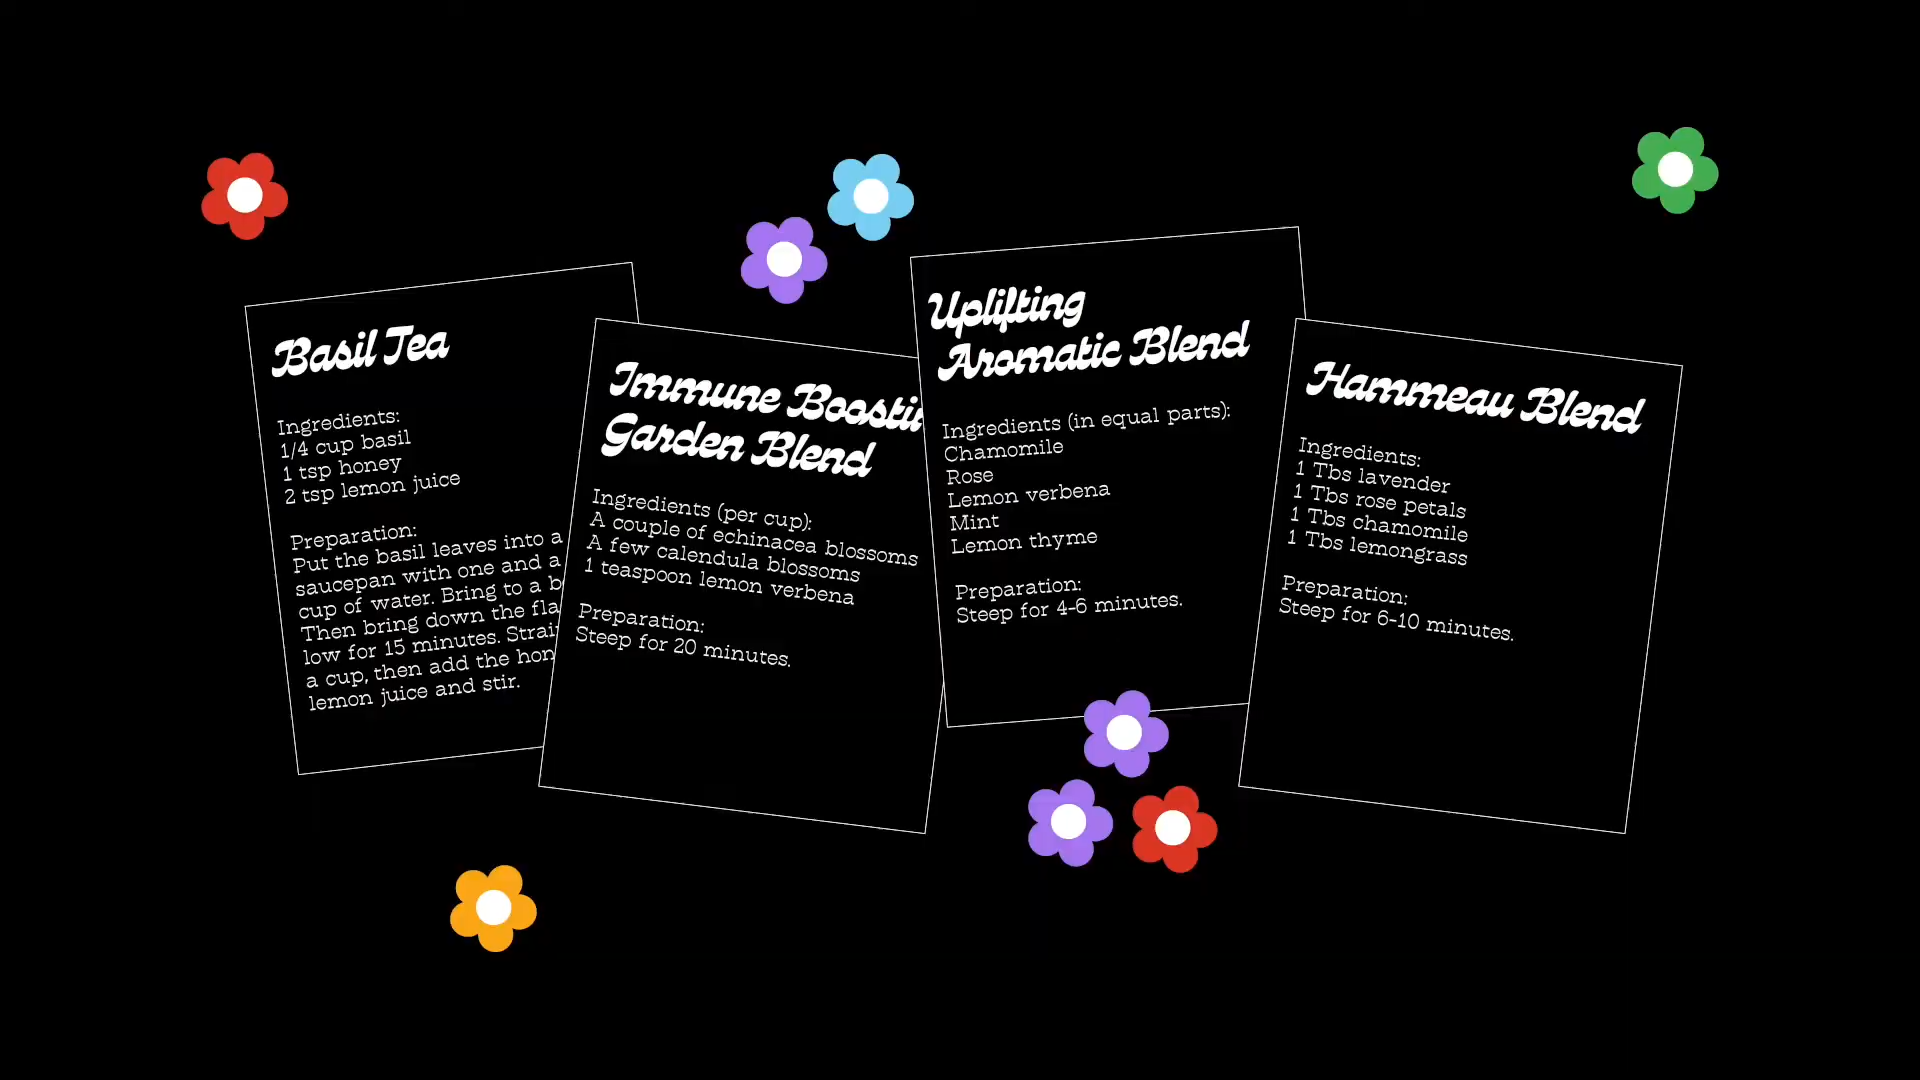 Basil Tea
Ingredients:
1/4 cup basil
1 tsp honey
2 tsp lemon juice
Preparation:
Put the basil leaves into a
saucepan with one and a
cup of water. Bring to a
Then bring down the
low for 15 minutes.
a cup, then add the
lemon juice and stir.
Immune
Garden Blend
Ingredients (per cup):
A couple of echinacea blossoms
A few calendula blossoms
1 teaspoon lemon verbena
Preparation:
Steep for 20 minutes.
Uplifting
Aromatic Blend
Ingredients (in equal parts):
Chamomile
Rose
Lemon verbena
Mint
Lemon thyme
Preparation:
Steep for 4-6 minutes.
Hammeau Blend
Ingredients:
1 Tbs lavender
1 Tbs rose petals
1 Tbs chamomile
1 Tbs lemongrass
Preparation:
Steep for 6-10 minutes.